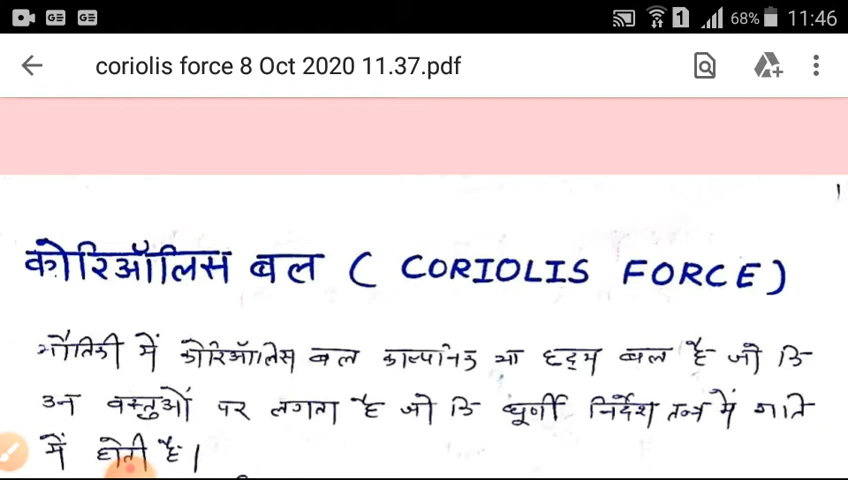 68% 11:46
coriolis force 8 Oct 2020 11.37.pdf
1
कोरिऑलिस बल ( CORIOLIS FORCE )
भौतिकी में कोरिऑलिस बल काल्पनिक या छद्म बल है जो कि
उन वस्तुओं पर लगता है जो कि घूर्णी निर्देश तन्त्र में गति
में होती है।